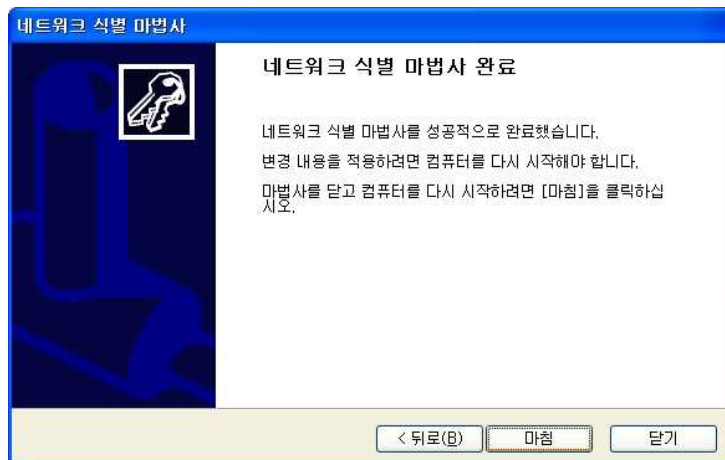 네트워크 식별 마법사
네트워크 식별 마법사 완료
네트워크 식별 마법사를 성공적으로 완료했습니다.
변경 내용을 적용하려면 컴퓨터를 다시 시작해야 합니다.
마법사를 닫고 컴퓨터를 다시 시작하려면 [마침]을 클릭하십
시오.
< 뒤로(B) 마침 닫기